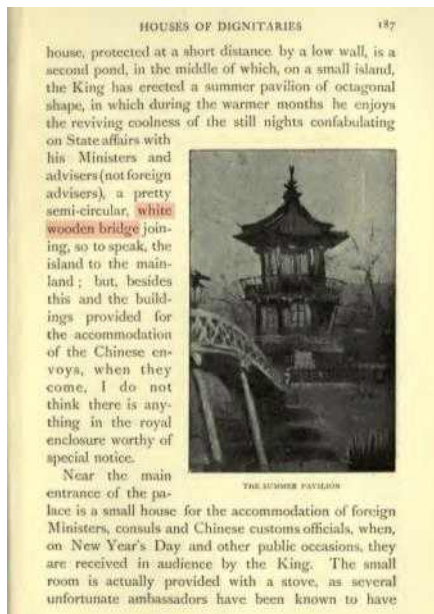 HOUSES OF DIGNITARIES 187
house, protected at a short distance by a low wall, is a
second pond, in the middle of which, on a small island,
the King has erected a summer pavilion of octagonal
shape, in which during the warmer months he enjoys
the reviving coolness of the still nights confabulating
on State affairs with
his Ministers and
advisers (not foreign
advisers), a pretty
semi-circular, white
wooden bridge join-
ing, so to speak, the
island to the main-
land ; but, besides
this and the build-
ings provided for
the accommodation
of the Chinese en-
voys, when they
come, I do not
think there is any-
thing in the royal
enclosure worthy of
special notice.
Near the main
entrance of the pa-
THE SUMMER PAVILION
lace is a small house for the accommodation of foreign
Ministers, consuls and Chinese customs officials, when,
on New Year's Day and other public occasions, they
are received in audience by the King. The small
room is actually provided with a stove, as several
unfortunate ambassadors have been known to have